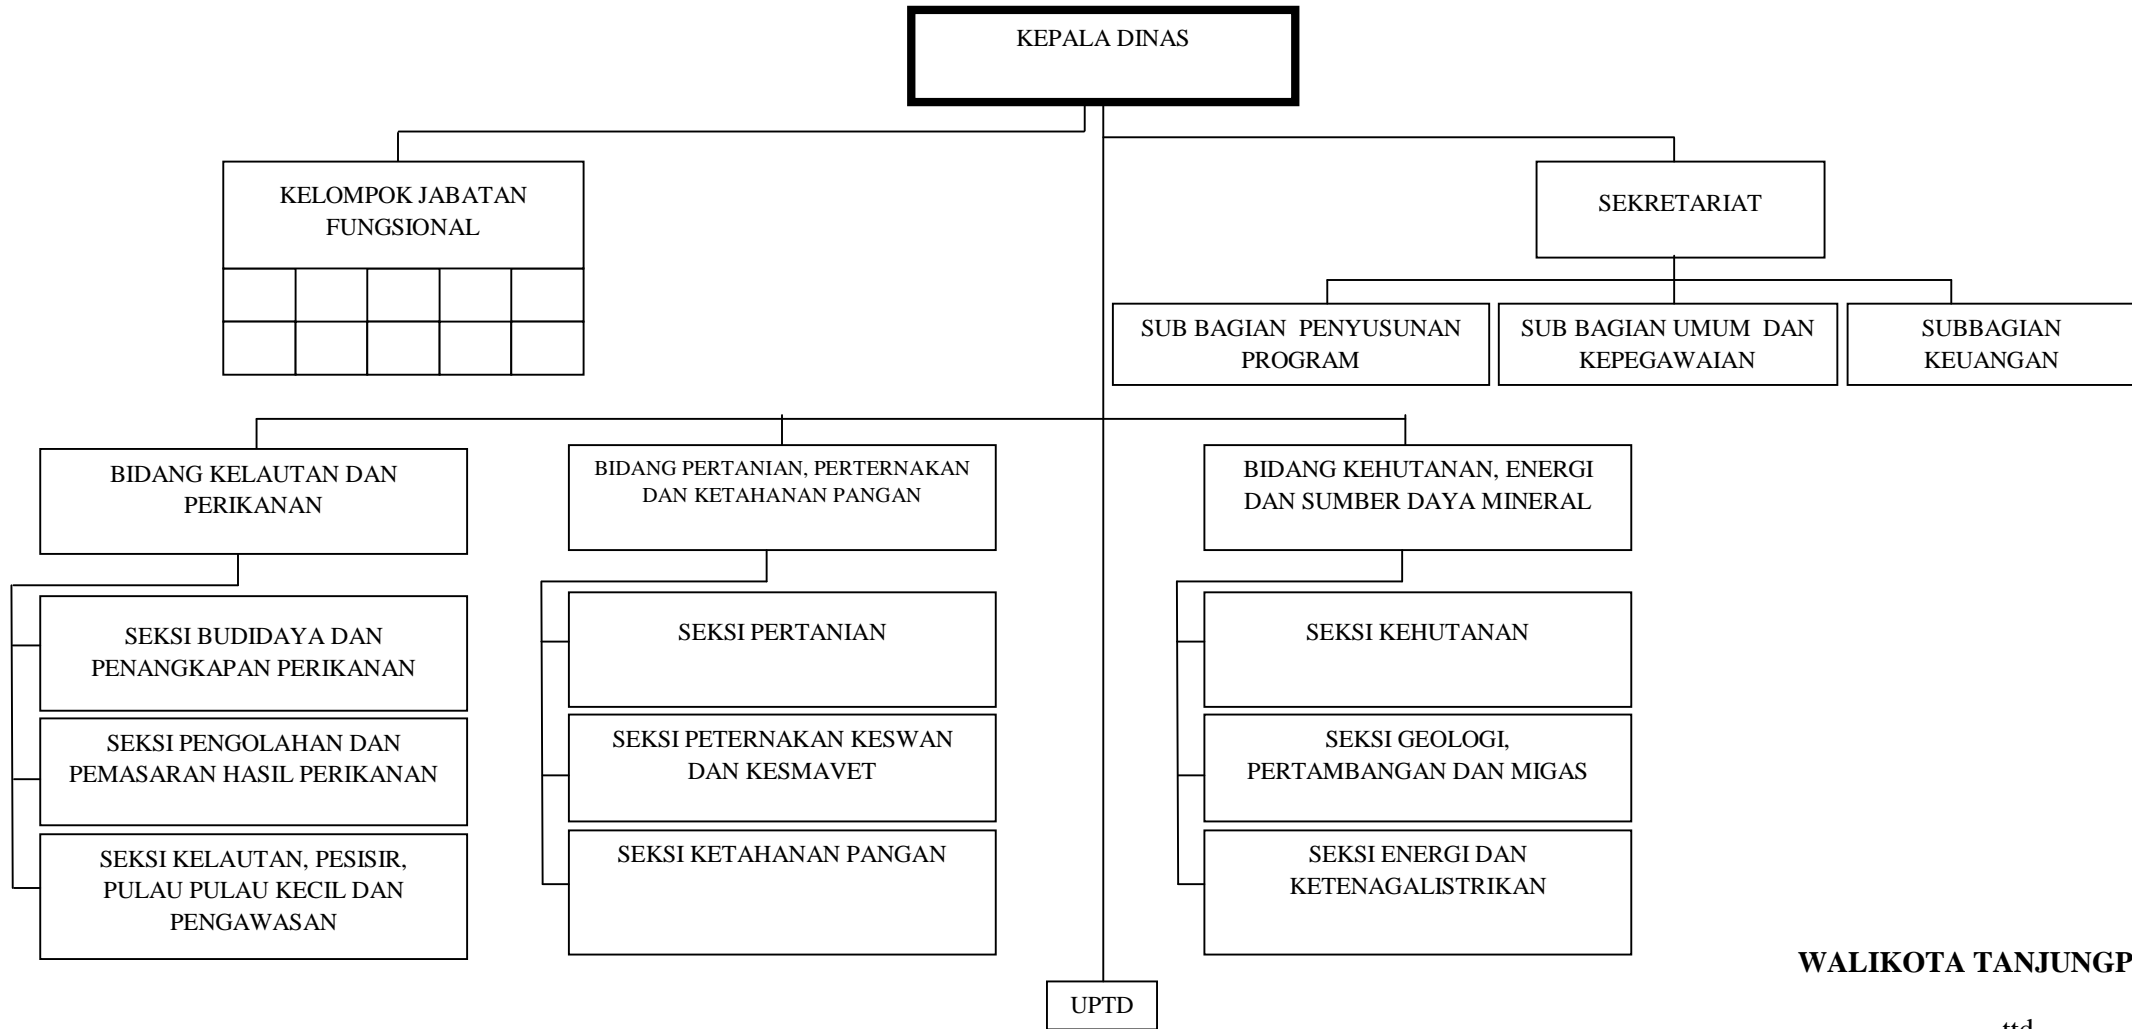 KEPALA DINAS
KELOMPOK JABATAN
FUNGSIONAL
SEKRETARIAT
SUB BAGIAN  PENYUSUNAN
PROGRAM
SUB BAGIAN UMUM  DAN
KEPEGAWAIAN
SUBBAGIAN
KEUANGAN
BIDANG KELAUTAN DAN
PERIKANAN
BIDANG PERTANIAN, PERTERNAKAN
DAN KETAHANAN PANGAN
BIDANG KEHUTANAN, ENERGI
DAN SUMBER DAYA MINERAL
SEKSI BUDIDAYA DAN
PENANGKAPAN PERIKANAN
SEKSI PENGOLAHAN DAN
PEMASARAN HASIL PERIKANAN
SEKSI KELAUTAN, PESISIR,
PULAU PULAU KECIL DAN
PENGAWASAN
SEKSI PERTANIAN
SEKSI PETERNAKAN KESWAN
DAN KESMAVET
SEKSI KETAHANAN PANGAN
SEKSI KEHUTANAN
SEKSI GEOLOGI,
PERTAMBANGAN DAN MIGAS
SEKSI ENERGI DAN
KETENAGALISTRIKAN
UPTD
WALIKOTA TANJUNGP
ttd